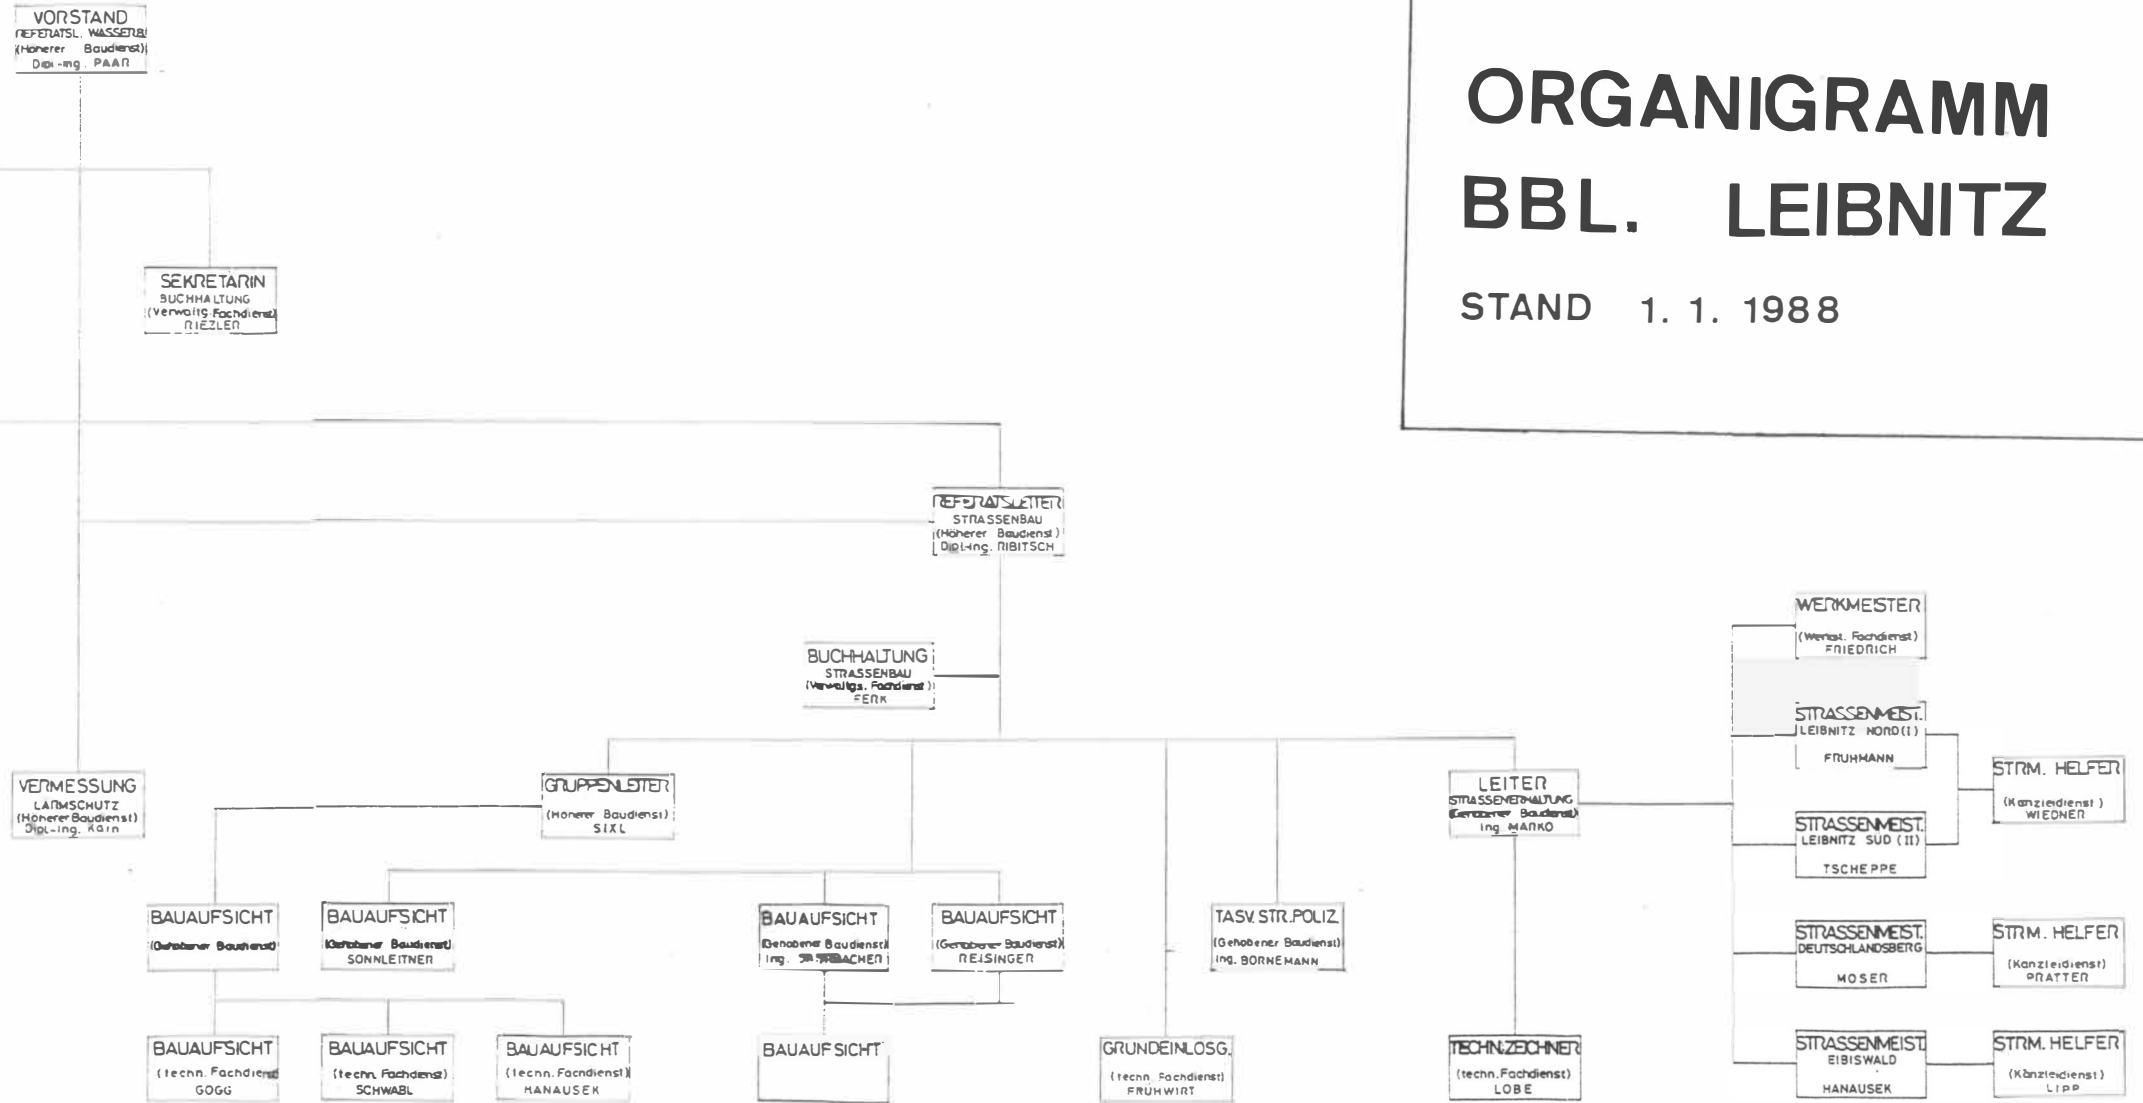 VORSTAND
REFERATSL. WASSERB
(Höherer Baudienst)
Dipl-ing. PAAR
ORGANIGRAMM
BBL. LEIBNITZ
STAND 1. 1. 1988
SEKRETARIN
BUCHHALTUNG
(Verwaltg. Fachdienst)
RIEZLER
REFERATSLEITER
STRASSENBAU
(Höherer Baudienst)
Dipl-ing. RIBITSCH
BUCHHALTUNG
STRASSENBAU
(Verwaltgs. Fachdienst)
FERK
WERKMEISTER
(Werkst. Fachdienst)
FRIEDRICH
STRASSENMEIST.
LEIBNITZ NORD(I)
FRUHMANN
VERMESSUNG
LARMSCHUTZ
(Höherer Baudienst)
Dipl-ing. Karn
GRUPPENLEITER
(Höherer Baudienst)
SIXL
LEITER
STRASSENERHALTUNG
(Gehobener Baudienst)
Ing. MARKO
STRM. HELFER
(Kanzleidienst)
WIEDNER
STRASSENMEIST.
LEIBNITZ SUD (II)
TSCHEPPE
BAUAUFSICHT
(Gehobener Baudienst)
BAUAUFSICHT
(Gehobener Baudienst)
SONNLEITNER
BAUAUFSICHT
(Gehobener Baudienst)
Ing.
BAUAUFSICHT
(Gehobener Baudienst)
REISINGER
TASV. STR. POLIZ.
(Gehobener Baudienst)
Ing. BORNEMANN
STRASSENMEIST.
DEUTSCHLANDSBERG
MOSER
STRM. HELFER
(Kanzleidienst)
PRATTER
BAUAUFSICHT
(techn. Fachdienst)
GOGG
BAUAUFSICHT
(techn. Fachdienst)
SCHWABL
BAUAUFSICHT
(techn. Fachdienst)
HANAUSEK
BAUAUFSICHT
GRUNDEINLOSG.
(techn. Fachdienst)
FRÜHWIRT
TECHN. ZEICHNER
(techn. Fachdienst)
LOBE
STRASSENMEIST
EIBISWALD
HANAUSEK
STRM. HELFER
(Kanzleidienst)
LIPP